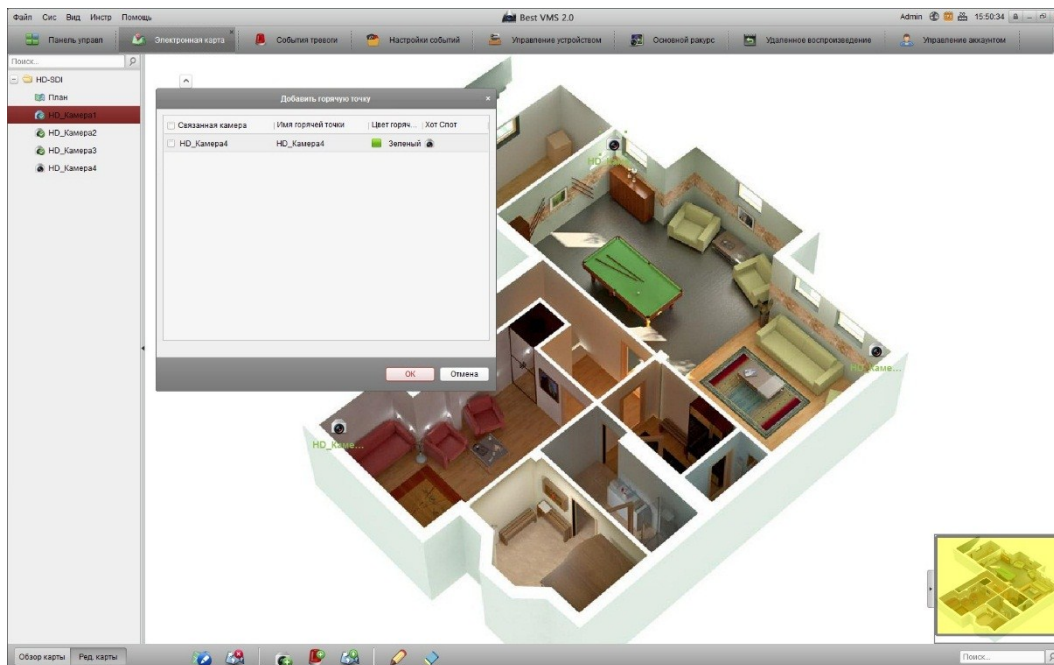 Файл Сис Вид Инстр Помощь
Best VMS 2.0
Admin 15:50:34
Панель управл
Электронная карта
События тревоги
Настройки событий
Управление устройством
Основной ракурс
Удаленное воспроизведение
Управление аккаунтом
Поиск...
HD-SDI
План
HD_Камера1
HD_Камера2
HD_Камера3
HD_Камера4
Добавить горячую точку
Связанная камера Имя горячей точки Цвет горяч... Хот Спот
HD_Камера4 HD_Камера4 Зеленый
OK Отмена
HD_Каме...
HD_Каме...
Обзор карты Ред. карты
Поиск...